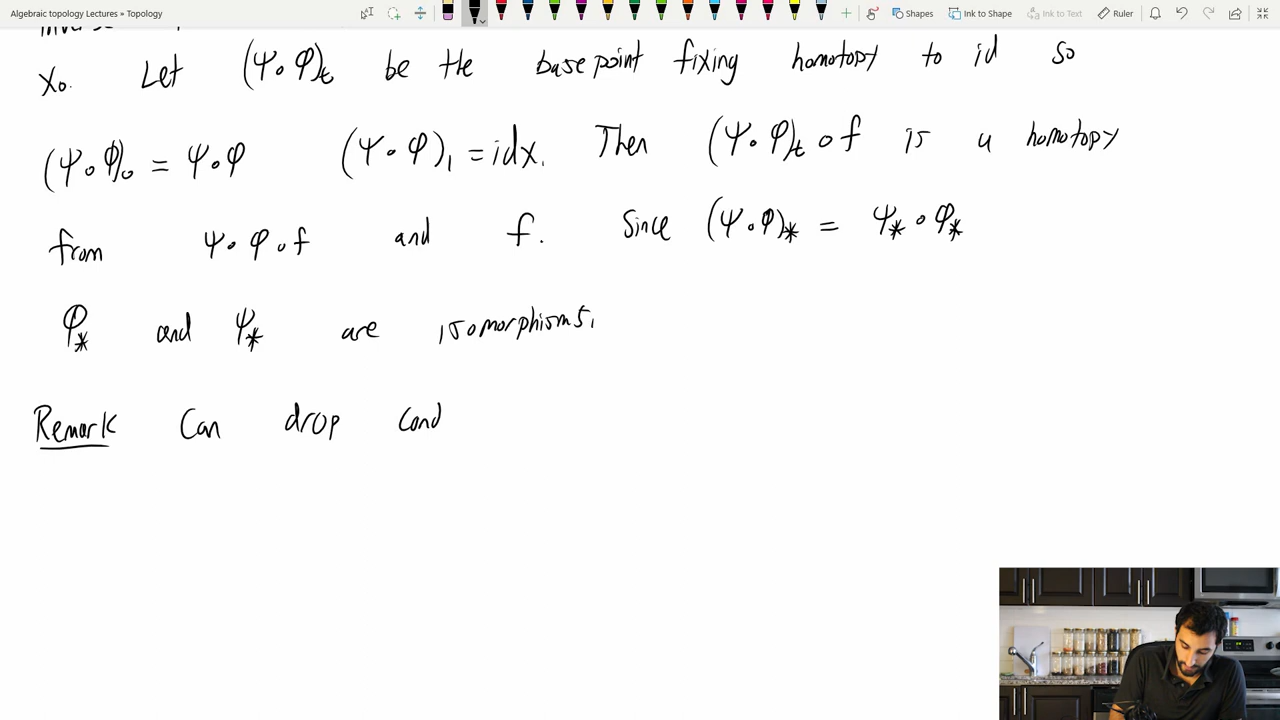 Algebraic topology Lectures » Topology
Shapes
Ink to Shape
Ink to Text
Ruler
x₀. Let (Ψ∘φ)ₜ be the base point fixing homotopy to id so
(Ψ∘φ)₀ = Ψ∘φ (Ψ∘φ)₁ = idx. Then (Ψ∘φ)ₜ∘f is a homotopy
from Ψ∘φ∘f and f. Since (Ψ∘φ)* = Ψ*∘φ*
φ* and Ψ* are isomorphisms.
Remark Can drop cond